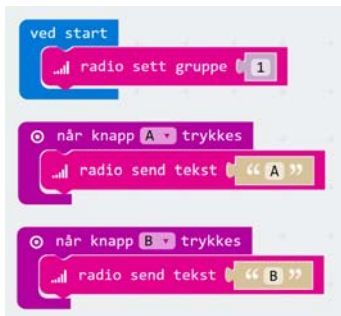 ved start
radio sett gruppe 1
når knapp A trykkes
radio send tekst “ A ”
når knapp B trykkes
radio send tekst “ B ”